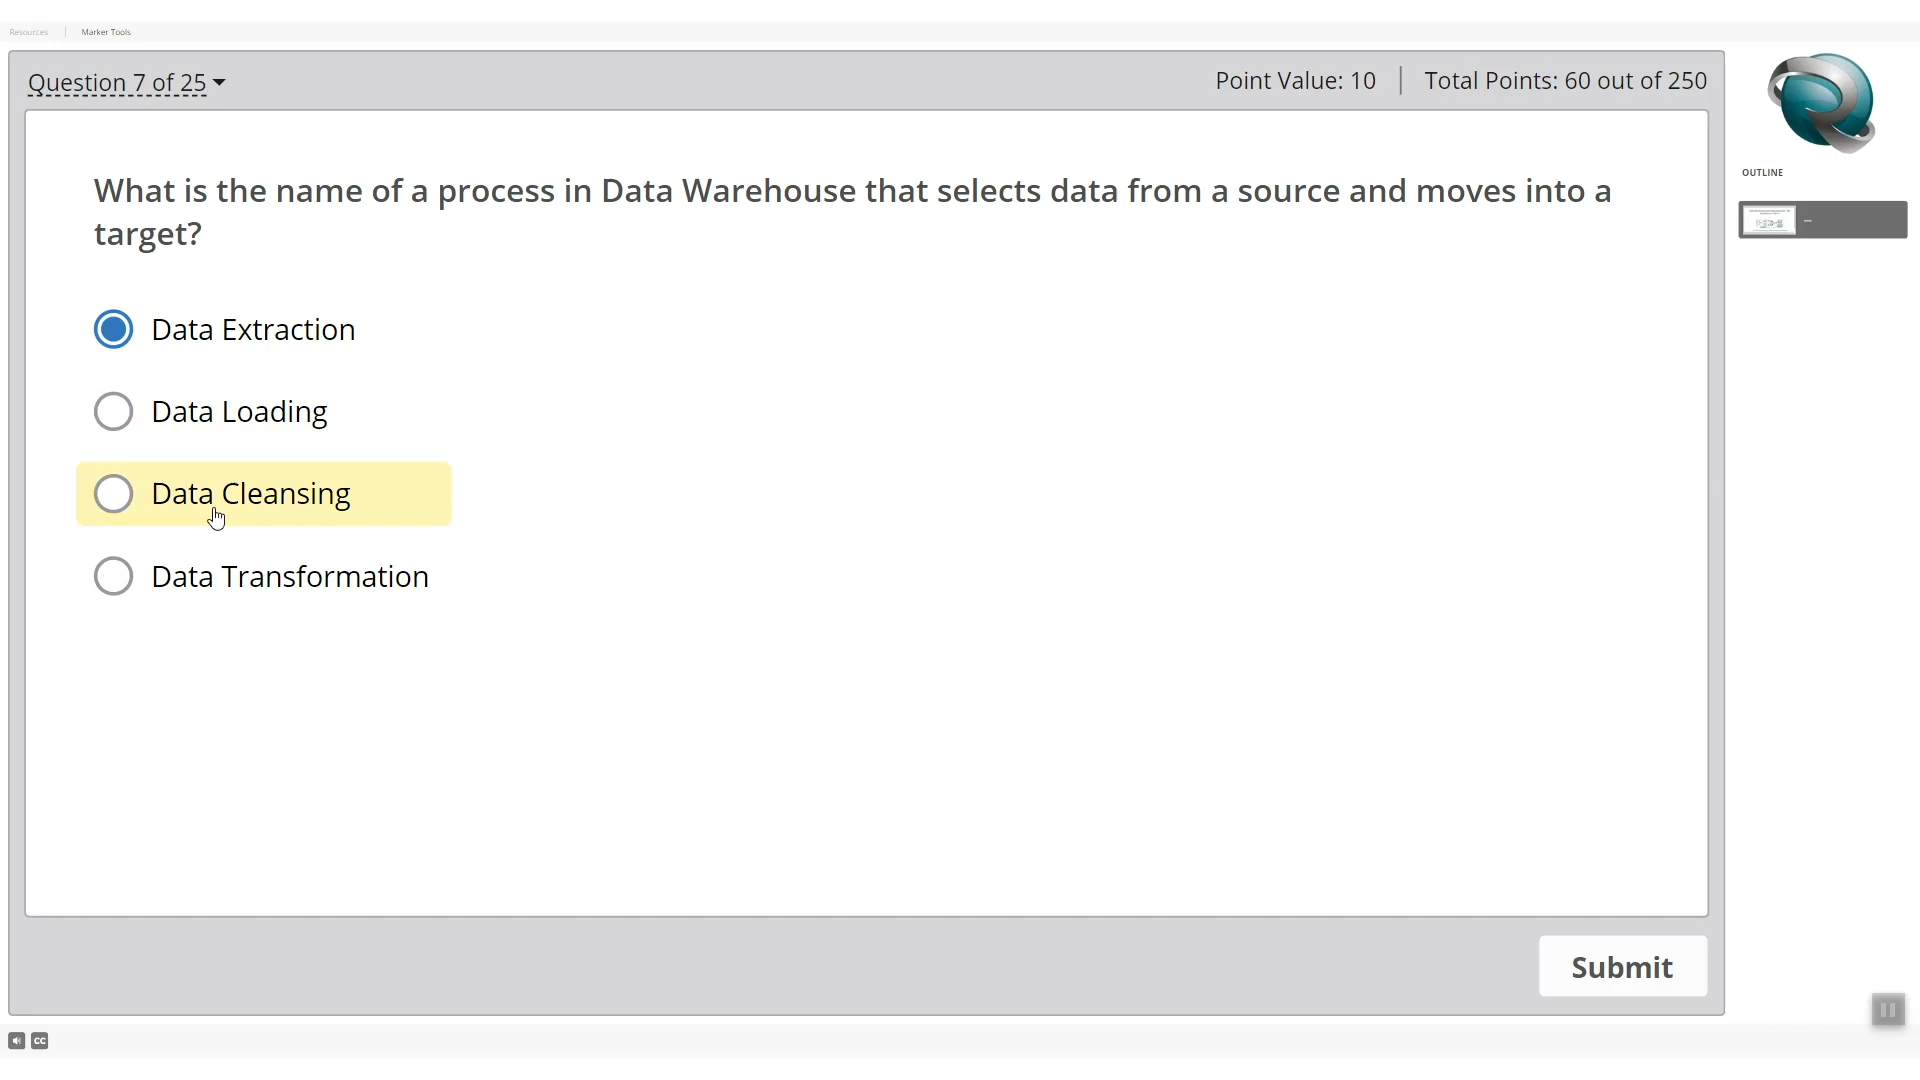 Resources
Marker Tools
Question 7 of 25
Point Value: 10
Total Points: 60 out of 250
What is the name of a process in Data Warehouse that selects data from a source and moves into a
target?
Data Extraction
Data Loading
Data Cleansing
Data Transformation
Submit
OUTLINE
CC